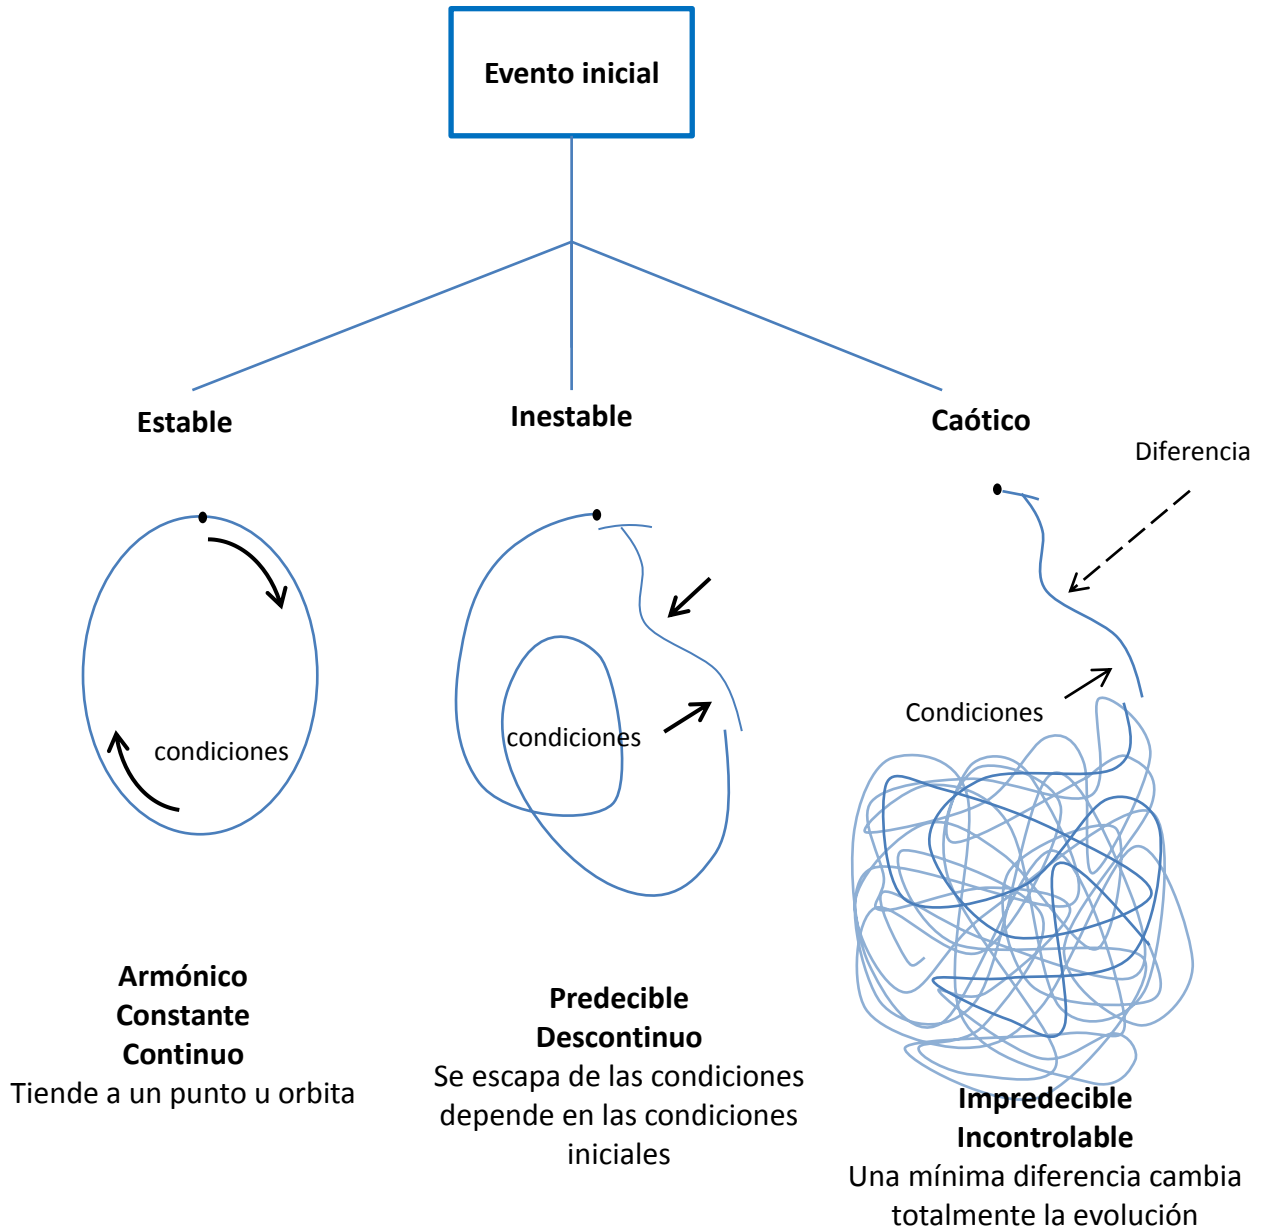 Evento inicial
Estable
Inestable
Caótico
Diferencia
condiciones
condiciones
Condiciones
Armónico
Constante
Continuo
Tiende a un punto u orbita
Predecible
Descontinuo
Se escapa de las condiciones
depende en las condiciones
iniciales
Impredecible
Incontrolable
Una mínima diferencia cambia
totalmente la evolución